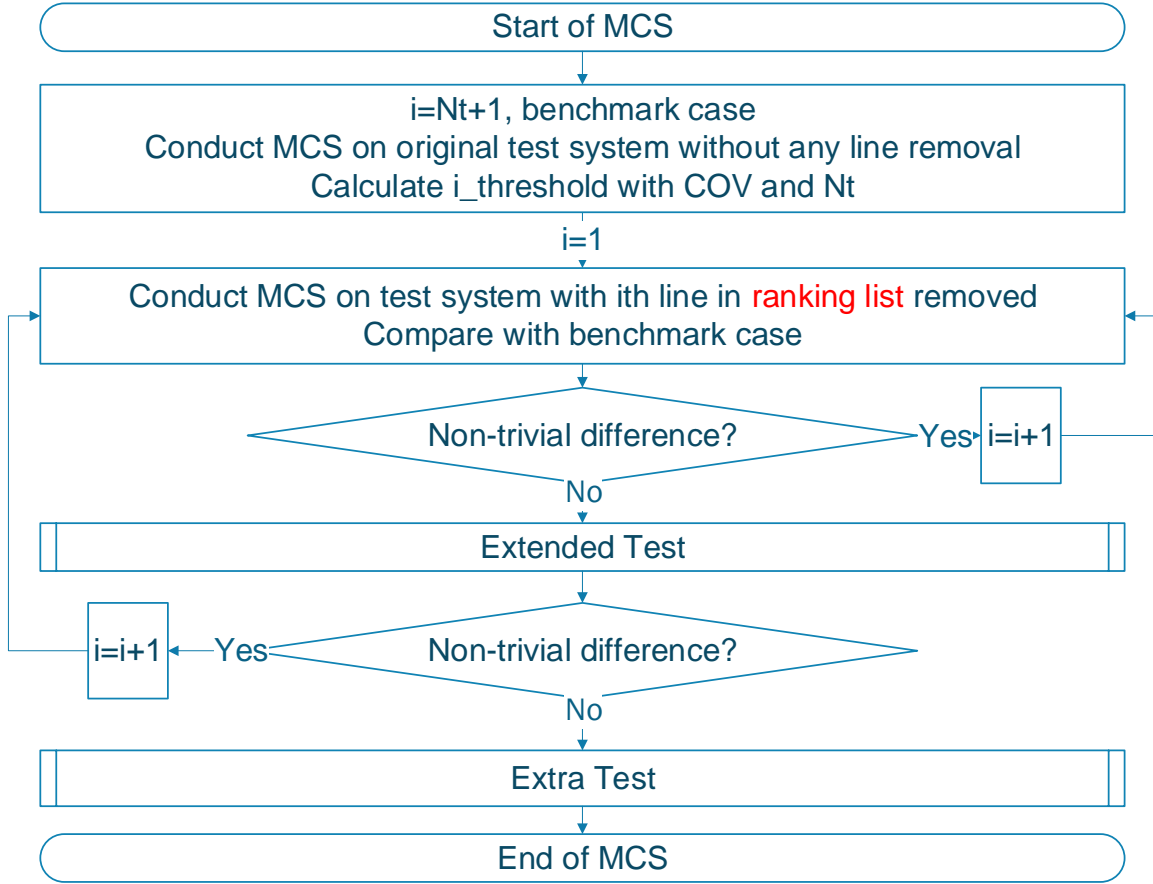 Start of MCS
i=Nt+1, benchmark case
Conduct MCS on original test system without any line removal
Calculate i_threshold with COV and Nt
i=1
Conduct MCS on test system with ith line in ranking list removed
Compare with benchmark case
Non-trivial difference?
Yes
i=i+1
No
Extended Test
i=i+1
Yes
Non-trivial difference?
No
Extra Test
End of MCS